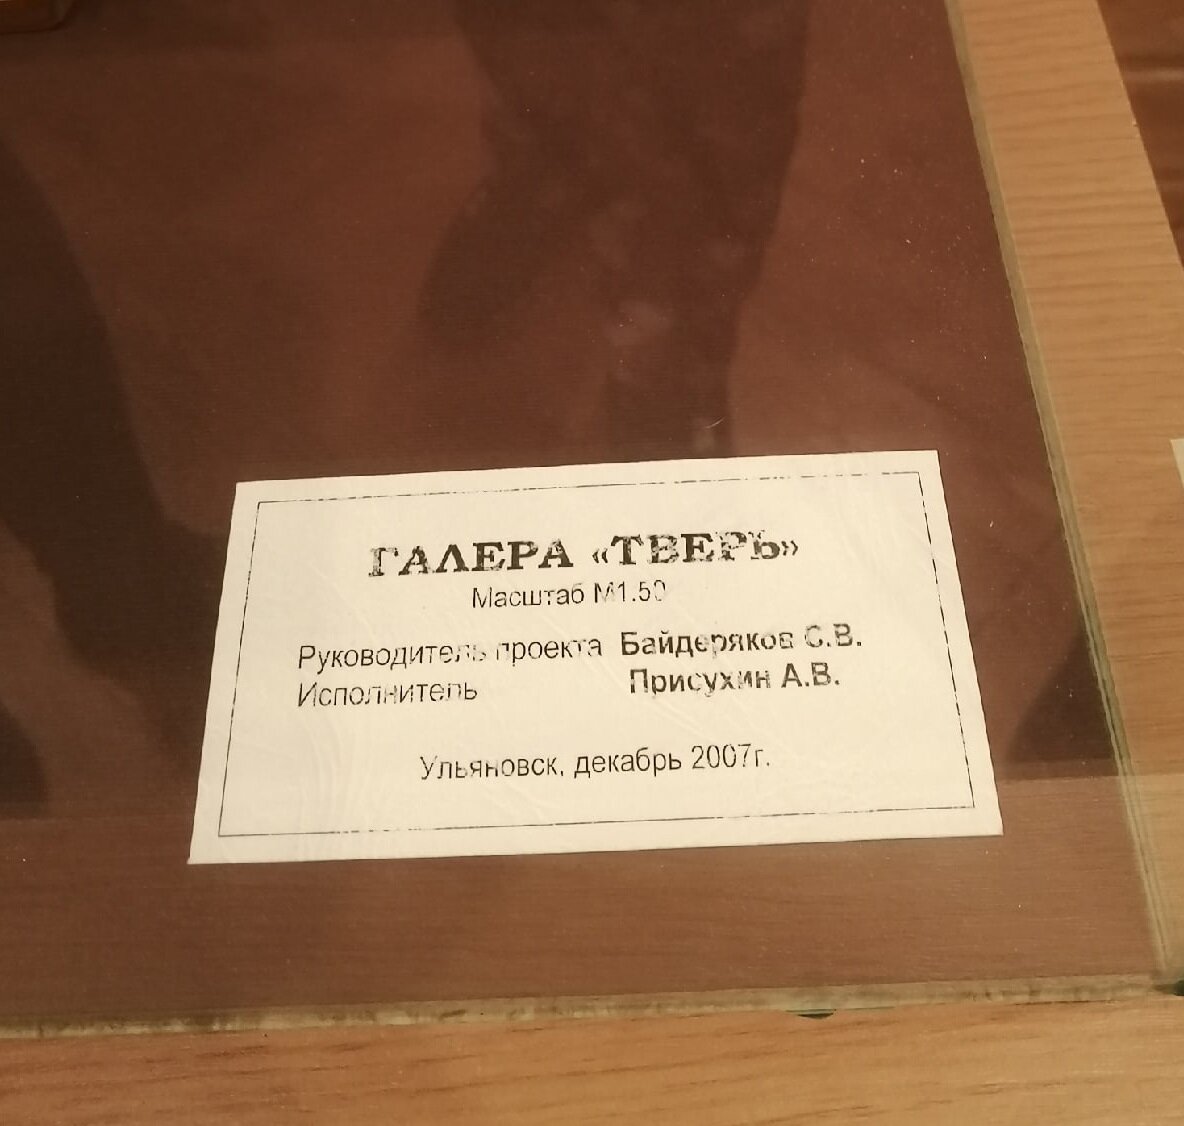 ГАЛЕРА «ТВЕРЬ»
Масштаб М1.50
Руководитель проекта Байдеряков С.В.
Исполнитель Присухин А.В.
Ульяновск, декабрь 2007г.